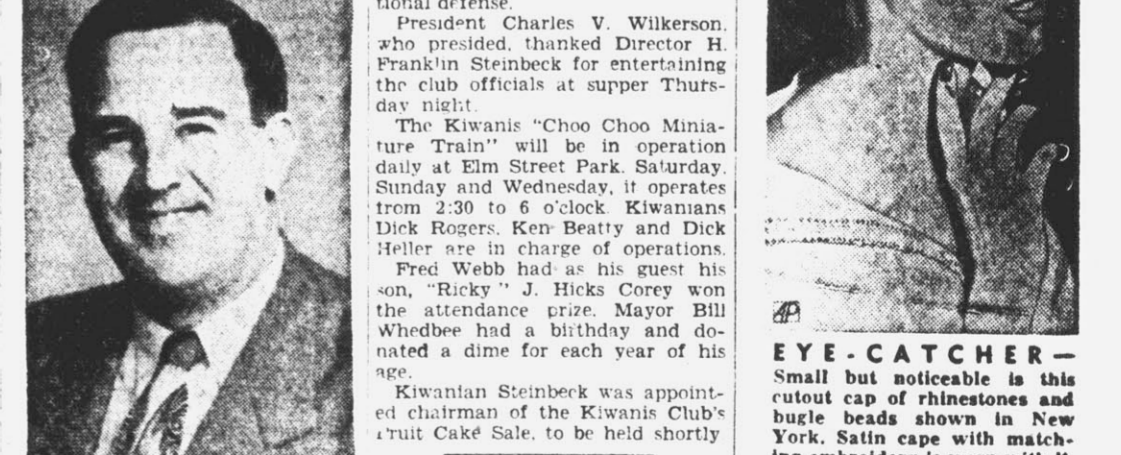 tional defense.
President Charles V. Wilkerson,
who presided, thanked Director H.
Franklin Steinbeck for entertaining
the club officials at supper Thurs-
day night.
The Kiwanis "Choo Choo Minia-
ture Train" will be in operation
daily at Elm Street Park. Saturday,
Sunday and Wednesday, it operates
from 2:30 to 6 o'clock. Kiwanians
Dick Rogers, Ken Beatty and Dick
Heller are in charge of operations.
Fred Webb had as his guest his
son, "Ricky" J. Hicks Corey won
the attendance prize. Mayor Bill
Whedbee had a birthday and do-
nated a dime for each year of his
age.
Kiwanian Steinbeck was appoint-
ed chairman of the Kiwanis Club's
Fruit Cake Sale, to be held shortly
AP
EYE-CATCHER—
Small but noticeable is this
cutout cap of rhinestones and
bugle beads shown in New
York. Satin cape with match-
ing embroidery is worn with it.